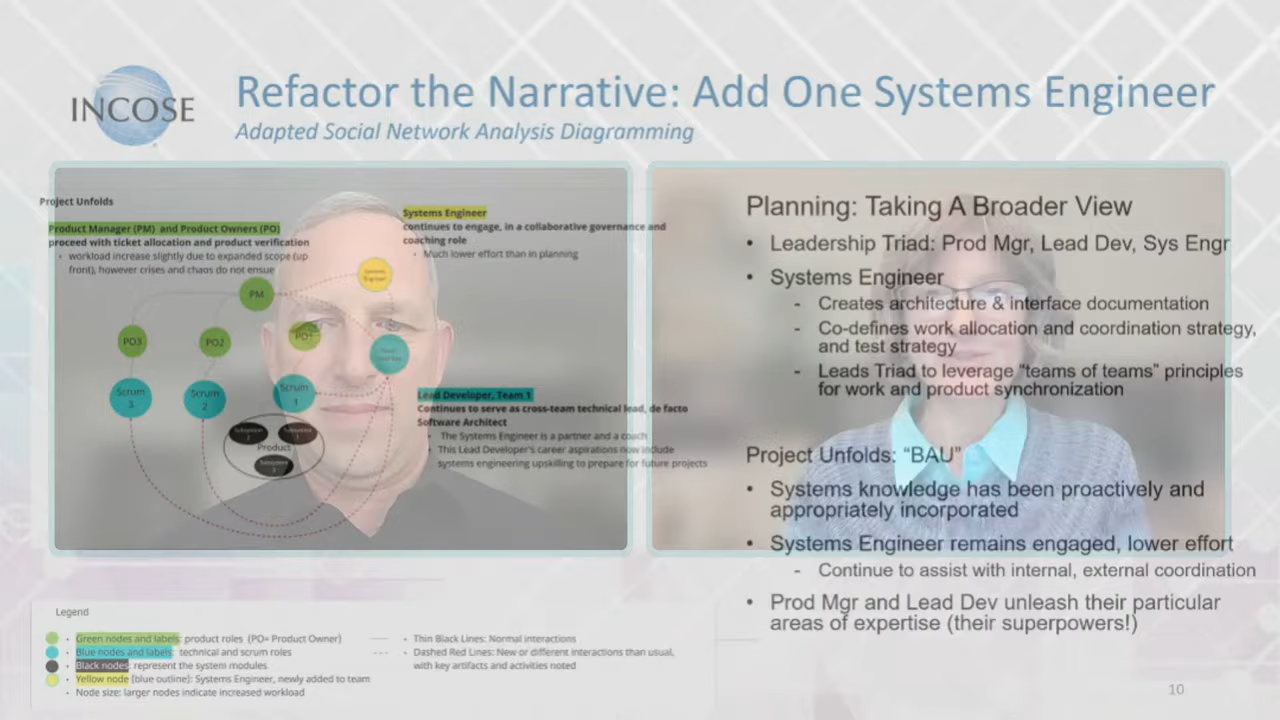 INCOSE
Refactor the Narrative: Add One Systems Engineer
Adapted Social Network Analysis Diagramming
Project Unfolds
Product Manager (PM) and Product Owners (PO)
proceed with ticket allocation and product verification
• workload increase slightly due to expanded scope (up
front), however crises and chaos do not ensue
Systems Engineer
continues to engage, in a collaborative governance and
coaching role
• Much lower effort than in planning
Systems
Engineer
PM
PO3
PO2
PO1
Scrum
3
Scrum
2
Scrum
1
Product
Lead Developer, Team 1
Continues to serve as cross-team technical lead, de facto
Software Architect
• The Systems Engineer is a partner and a coach
• This Lead Developer's career aspirations now include
systems engineering upskilling to prepare for future projects
Planning: Taking A Broader View
• Leadership Triad: Prod Mgr, Lead Dev, Sys Engr
• Systems Engineer
- Creates architecture & interface documentation
- Co-defines work allocation and coordination strategy,
and test strategy
- Leads Triad to leverage "teams of teams" principles
for work and product synchronization
Project Unfolds: "BAU"
• Systems knowledge has been proactively and
appropriately incorporated
• Systems Engineer remains engaged, lower effort
- Continue to assist with internal, external coordination
• Prod Mgr and Lead Dev unleash their particular
areas of expertise (their superpowers!)
Legend
• Green nodes and labels: product roles (PO= Product Owner)
• Blue nodes and labels: technical and scrum roles
• Black nodes: represent the system modules
• Yellow node (blue outline): Systems Engineer, newly added to team
• Node size: larger nodes indicate increased workload
• Thin Black Lines: Normal interactions
• Dashed Red Lines: New or different interactions than usual,
with key artifacts and activities noted
10